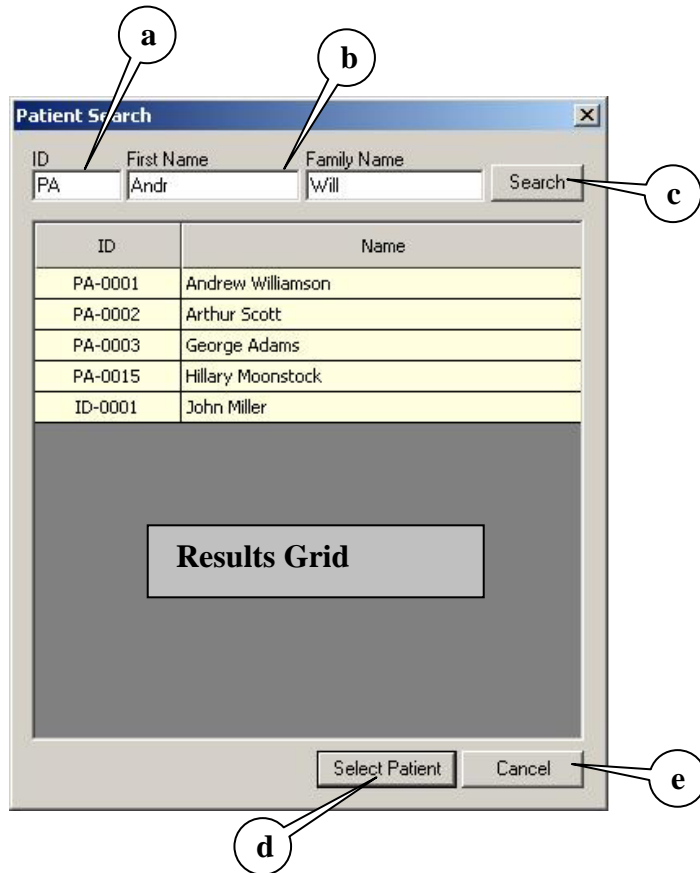 a
b
Patient Search
ID First Name Family Name
PA Andr Will Search
c
ID Name
PA-0001 Andrew Williamson
PA-0002 Arthur Scott
PA-0003 George Adams
PA-0015 Hillary Moonstock
ID-0001 John Miller
Results Grid
Select Patient Cancel
e
d